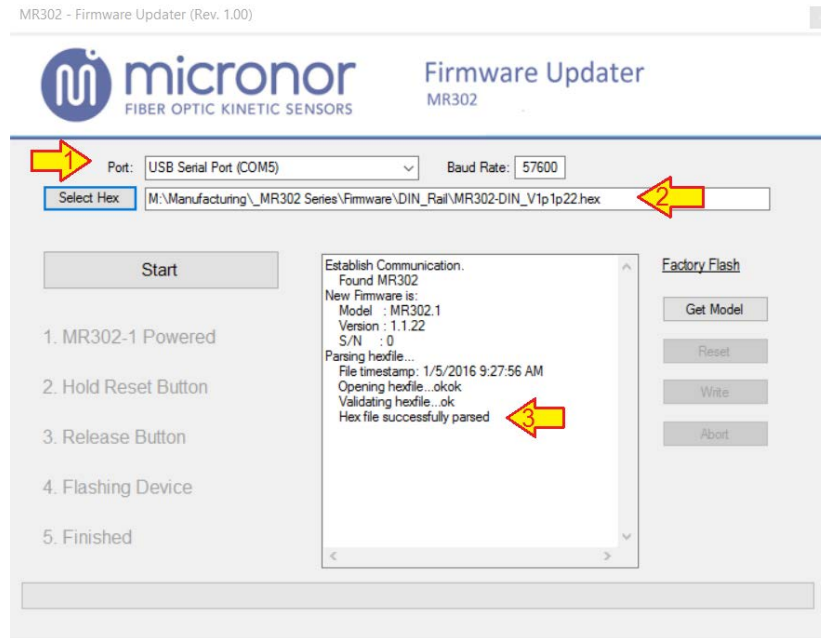 MR302 - Firmware Updater (Rev. 1.00)
micronor
FIBER OPTIC KINETIC SENSORS
Firmware Updater
MR302
1
Port: USB Serial Port (COM5) Baud Rate: 57600
Select Hex M:\Manufacturing\_MR302 Series\Firmware\DIN_Rail\MR302-DIN_V1p1p22.hex 2
Start
1. MR302-1 Powered
2. Hold Reset Button
3. Release Button
4. Flashing Device
5. Finished
Establish Communication.
Found MR302
New Firmware is:
Model : MR302.1
Version : 1.1.22
S/N : 0
Parsing hexfile...
File timestamp: 1/5/2016 9:27:56 AM
Opening hexfile...okok
Validating hexfile...ok
Hex file successfully parsed 3
Factory Flash
Get Model
Reset
Write
Abort